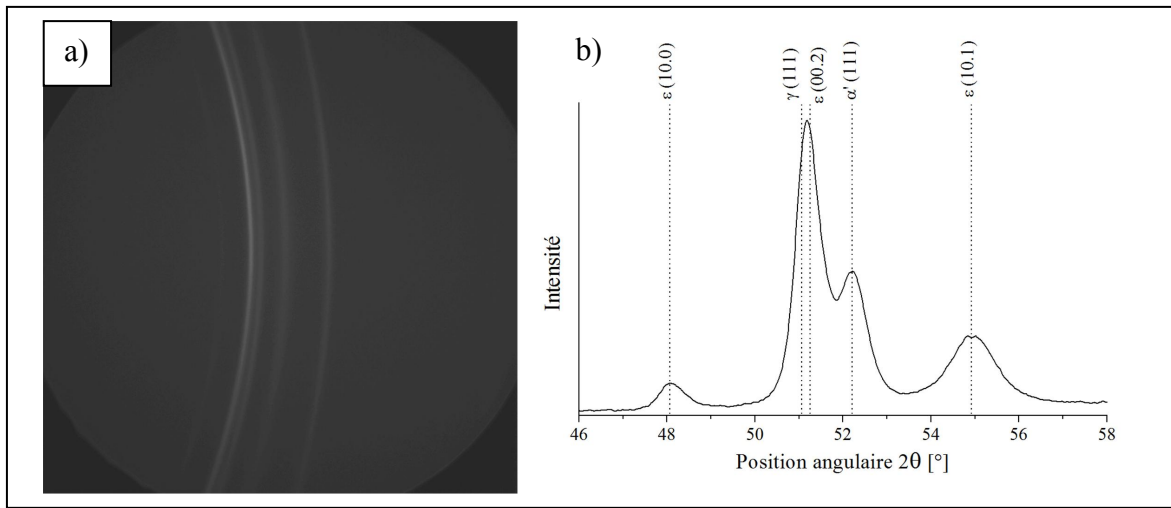 a)
b)
ε (10.0)
γ (111)
ε (00.2)
α' (111)
ε (10.1)
Intensité
46
48
50
52
54
56
58
Position angulaire 2θ [°]